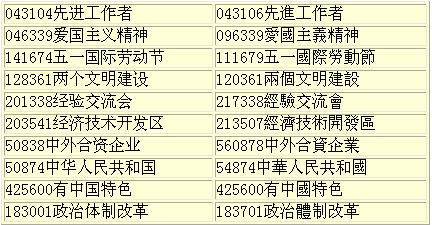 043104先进工作者 043106先進工作者
046339爱国主义精神 096339愛國主義精神
141674五一国际劳动节 111679五一國際勞動節
128361两个文明建设 120361兩個文明建設
201338经验交流会 217338經驗交流會
203541经济技术开发区 213507經濟技術開發區
50838中外合资企业 560878中外合資企業
50874中华人民共和国 54874中華人民共和國
425600有中国特色 425600有中國特色
183001政治体制改革 183701政治體制改革